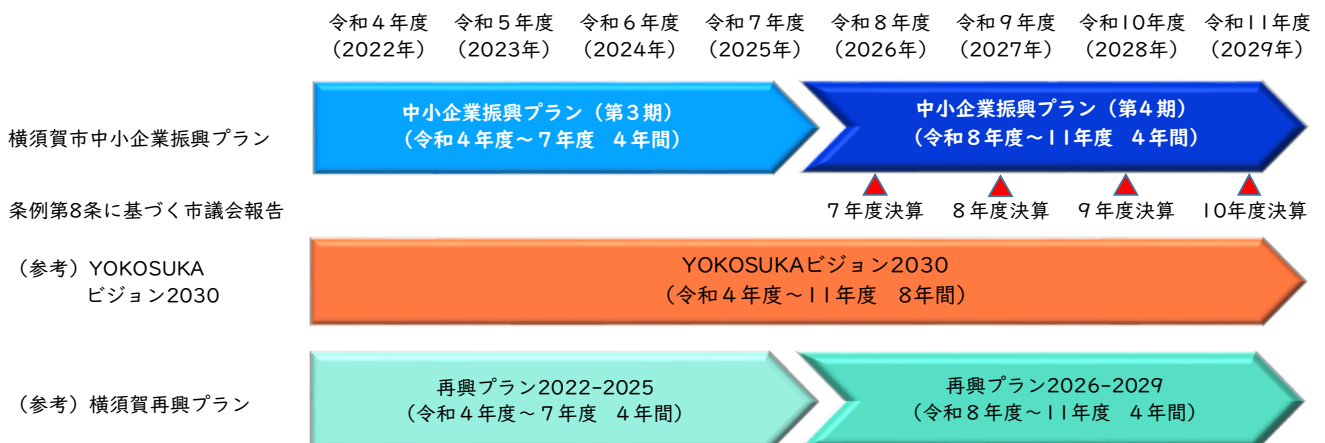 令和4年度 令和5年度 令和6年度 令和7年度 令和8年度 令和9年度 令和10年度 令和11年度
(2022年) (2023年) (2024年) (2025年) (2026年) (2027年) (2028年) (2029年)
横須賀市中小企業振興プラン
中小企業振興プラン(第3期)
(令和4年度~7年度 4年間)
中小企業振興プラン(第4期)
(令和8年度~11年度 4年間)
条例第8条に基づく市議会報告
7年度決算 8年度決算 9年度決算 10年度決算
(参考)YOKOSUKA
ビジョン2030
YOKOSUKAビジョン2030
(令和4年度~11年度 8年間)
(参考)横須賀再興プラン
再興プラン2022-2025
(令和4年度~7年度 4年間)
再興プラン2026-2029
(令和8年度~11年度 4年間)